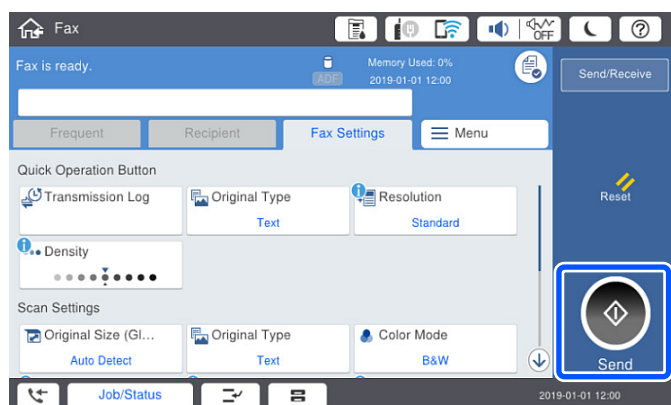 Fax
OFF
Fax is ready.
ADF
Memory Used: 0%
2019-01-01 12:00
Send/Receive
Frequent
Recipient
Fax Settings
Menu
Quick Operation Button
Transmission Log
Original Type
Text
Resolution
Standard
Reset
Density
Scan Settings
Original Size (Gl...
Auto Detect
Original Type
Text
Color Mode
B&W
Send
Job/Status
2019-01-01 12:00